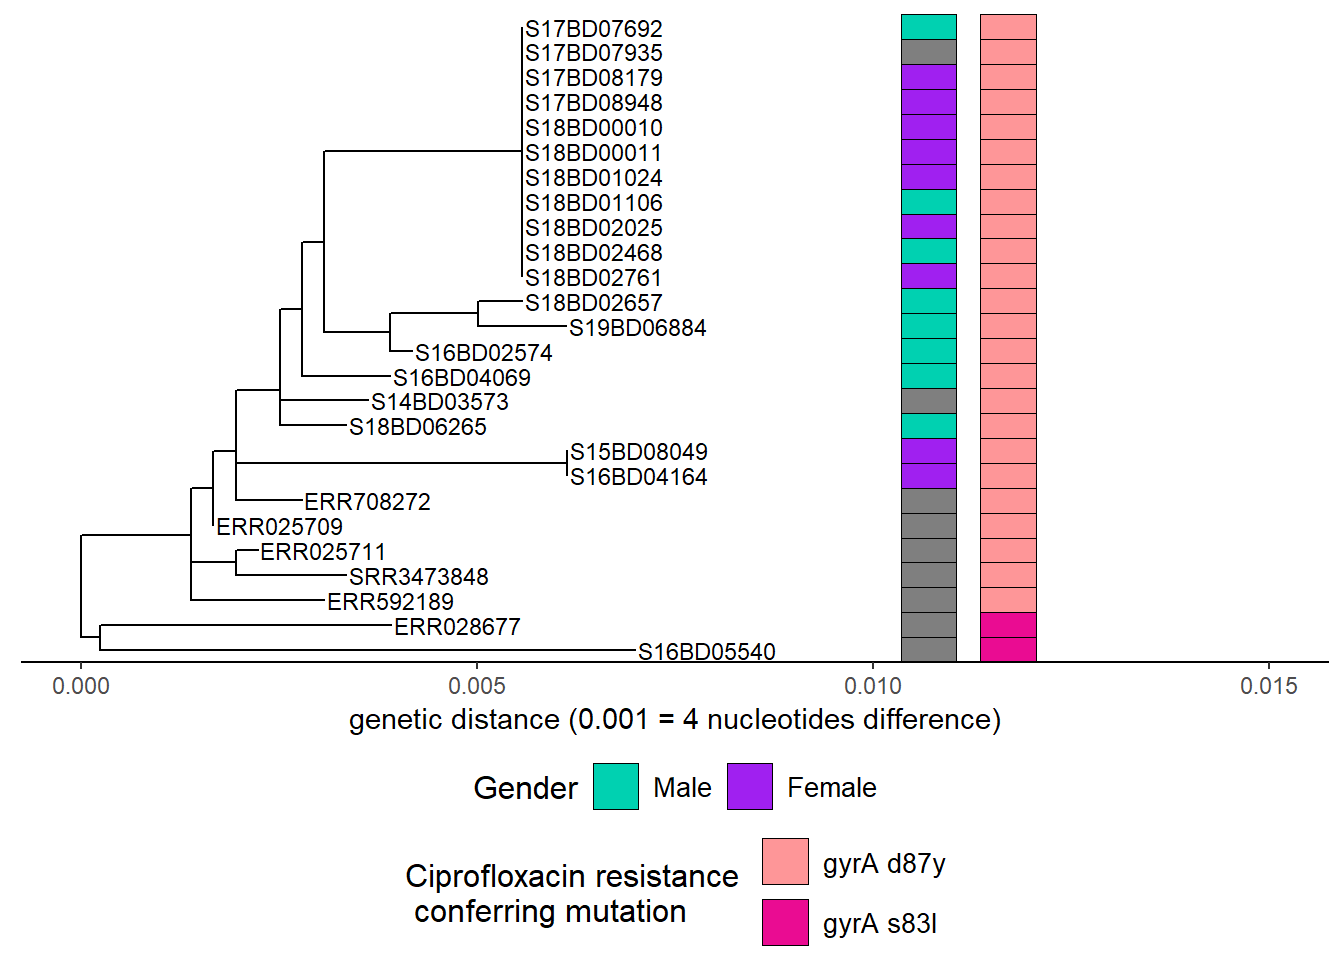 S17BD07692
S17BD07935
S17BD08179
S17BD08948
S18BD00010
S18BD00011
S18BD01024
S18BD01106
S18BD02025
S18BD02468
S18BD02761
S18BD02657
S19BD06884
S16BD02574
S16BD04069
S14BD03573
S18BD06265
S15BD08049
S16BD04164
ERR708272
ERR025709
ERR025711
SRR3473848
ERR592189
ERR028677
S16BD05540
0.000 0.005 0.010 0.015
genetic distance (0.001 = 4 nucleotides difference)
Gender Male Female
Ciprofloxacin resistance
conferring mutation
gyrA d87y
gyrA s83l